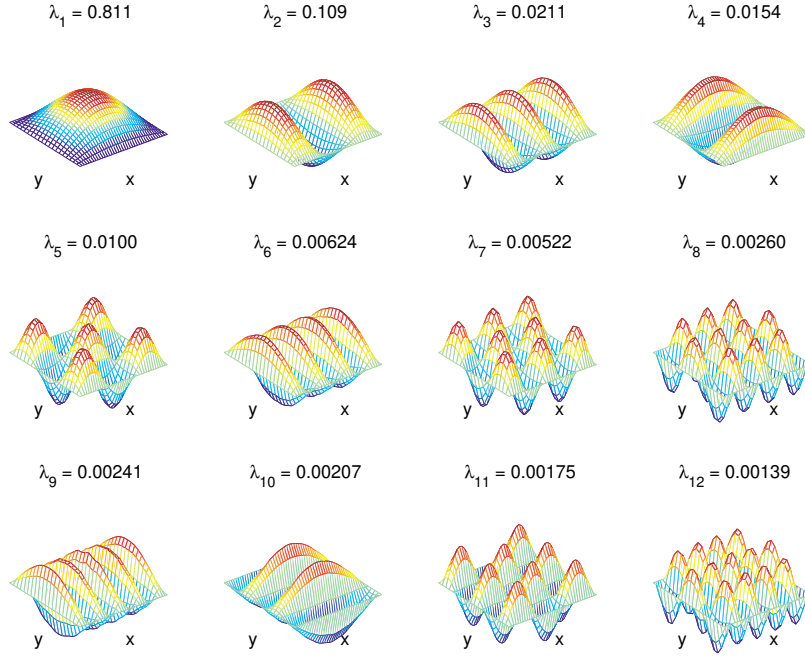 λ1 = 0.811
λ2 = 0.109
λ3 = 0.0211
λ4 = 0.0154
y x
y x
y x
y x
λ5 = 0.0100
λ6 = 0.00624
λ7 = 0.00522
λ8 = 0.00260
y x
y x
y x
y x
λ9 = 0.00241
λ10 = 0.00207
λ11 = 0.00175
λ12 = 0.00139
y x
y x
y x
y x